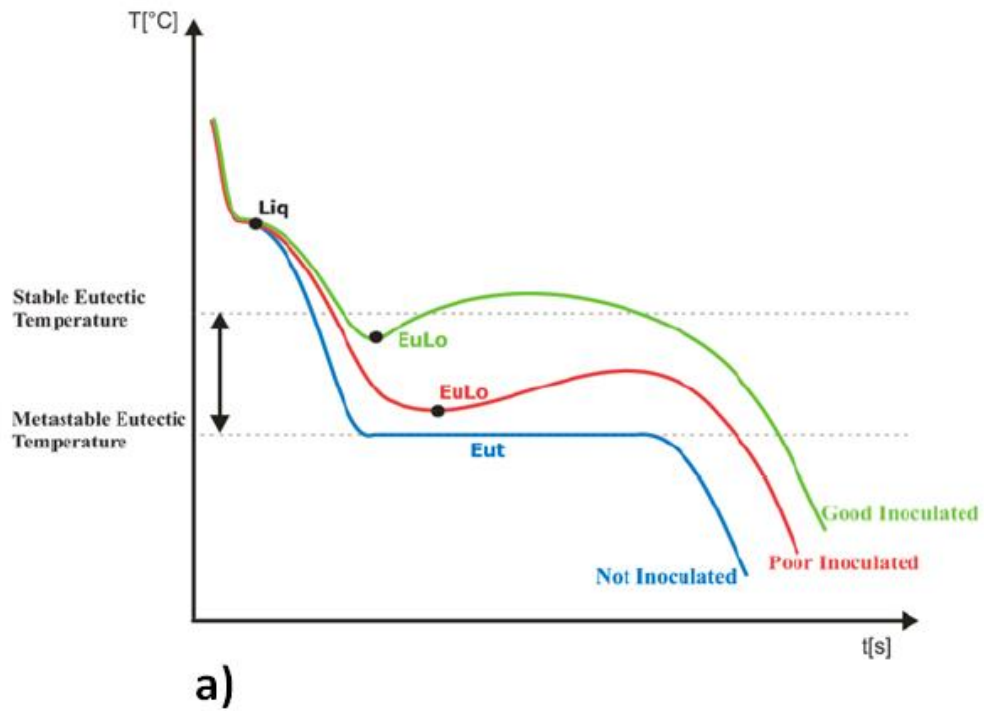 T[°C]
Liq
Stable Eutectic
Temperature
EuLo
EuLo
Metastable Eutectic
Temperature
Eut
Good Inoculated
Poor Inoculated
Not Inoculated
t[s]
a)